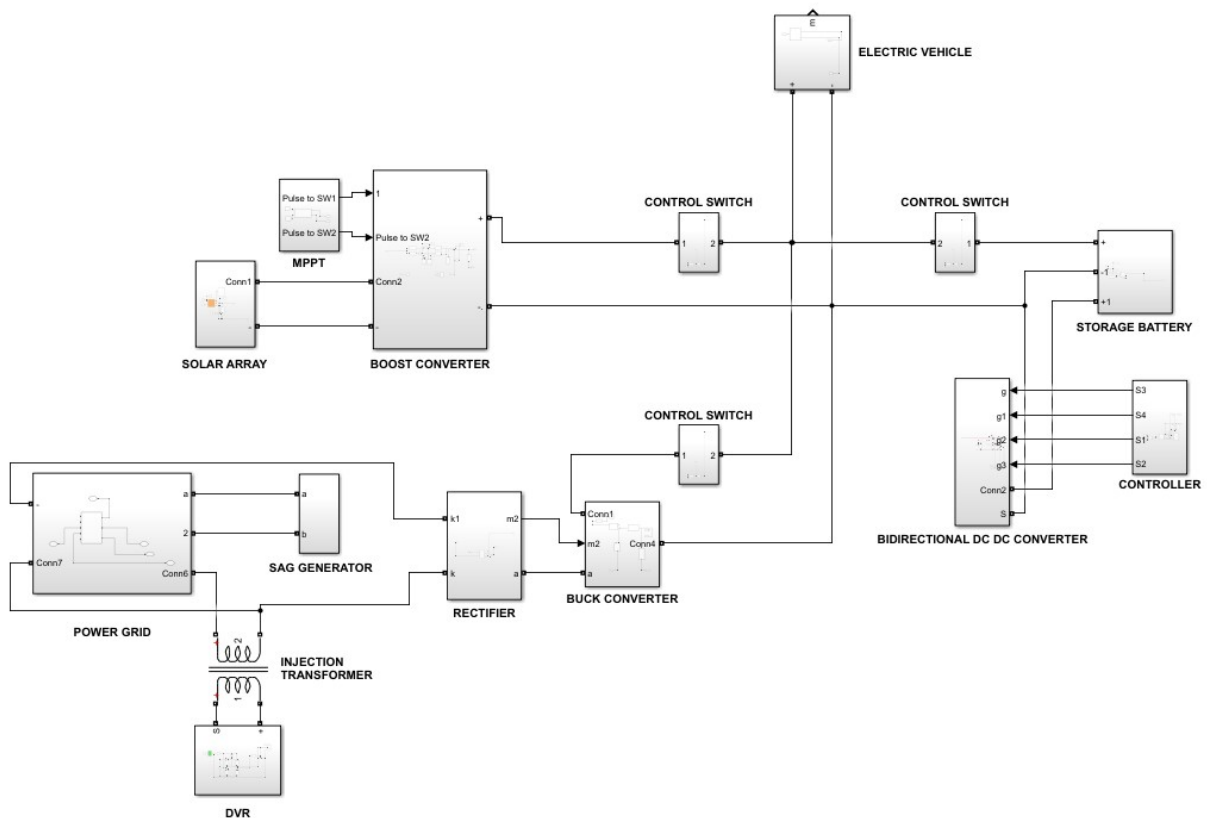 E
ELECTRIC VEHICLE
+
-
Pulse to SW1
Pulse to SW2
MPPT
1
Pulse to SW2
Conn2
-
+
-.
BOOST CONVERTER
Conn1
-
SOLAR ARRAY
CONTROL SWITCH
1
2
CONTROL SWITCH
2
1
+
-1
+1
STORAGE BATTERY
CONTROL SWITCH
1
2
g
g1
g2
g3
Conn2
S
BIDIRECTIONAL DC DC CONVERTER
S3
S4
S1
S2
CONTROLLER
-
Conn7
a
2
Conn6
POWER GRID
a
b
SAG GENERATOR
k1
k
m2
a
RECTIFIER
Conn1
m2
a
Conn4
BUCK CONVERTER
2
1
INJECTION
TRANSFORMER
S
+
DVR